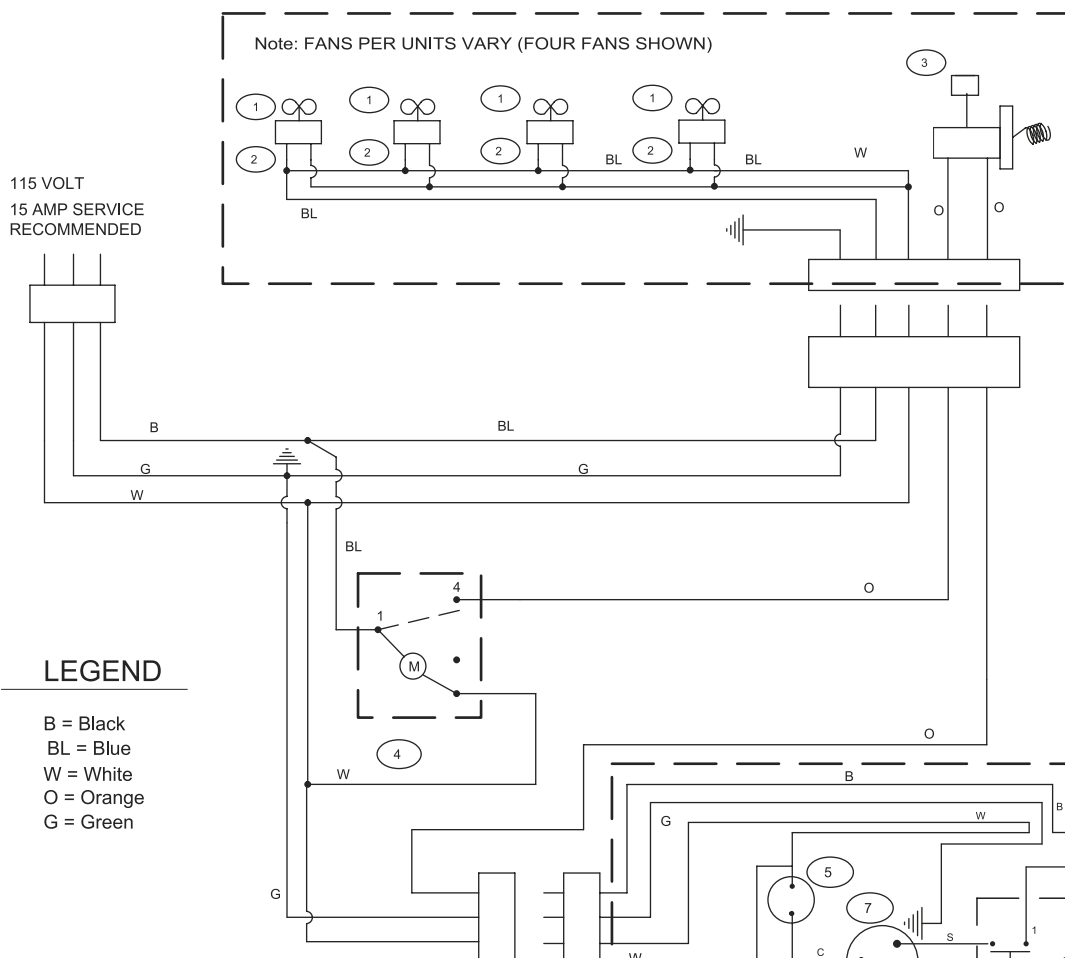 Note: FANS PER UNITS VARY (FOUR FANS SHOWN)
3
1
1
1
1
2
2
2
2
BL
BL
W
115 VOLT
15 AMP SERVICE
RECOMMENDED
BL
O
O
B
BL
G
G
W
BL
4
1
O
M
LEGEND
B = Black
BL = Blue
W = White
O = Orange
G = Green
4
W
O
B
B
G
W
5
G
7
S
1
C
W